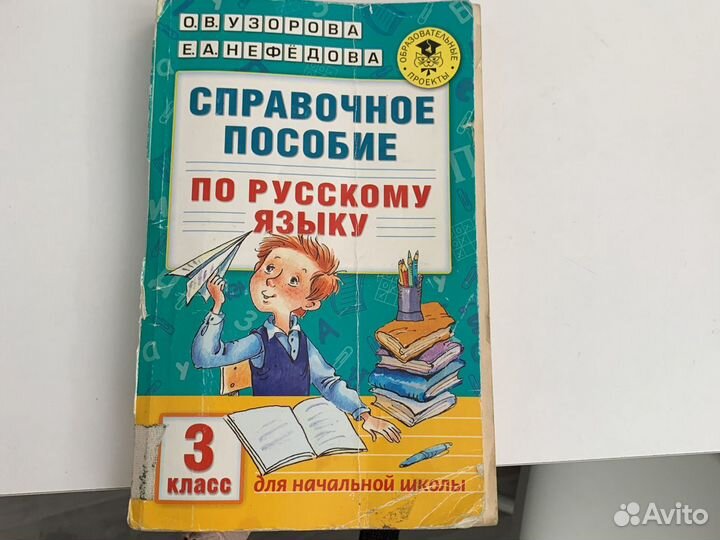 О.В. УЗОРОВА
Е.А. НЕФЁДОВА
ОБРАЗОВАТЕЛЬНЫЕ
ПРОЕКТЫ
СПРАВОЧНОЕ
ПОСОБИЕ
ПО РУССКОМУ
ЯЗЫКУ
3
класс
для начальной школы
Avito